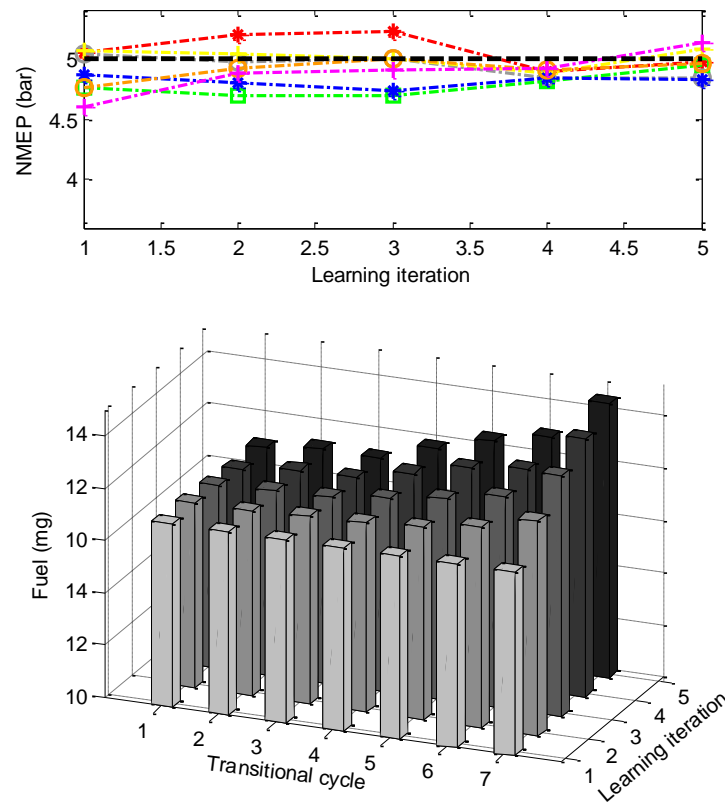 5
4.5
4
NMEP (bar)
1 1.5 2 2.5 3 3.5 4 4.5 5
Learning iteration
14
12
10
14
12
10
Fuel (mg)
1 2 3 4 5 6 7
Transitional cycle
1 2 3 4 5
Learning iteration